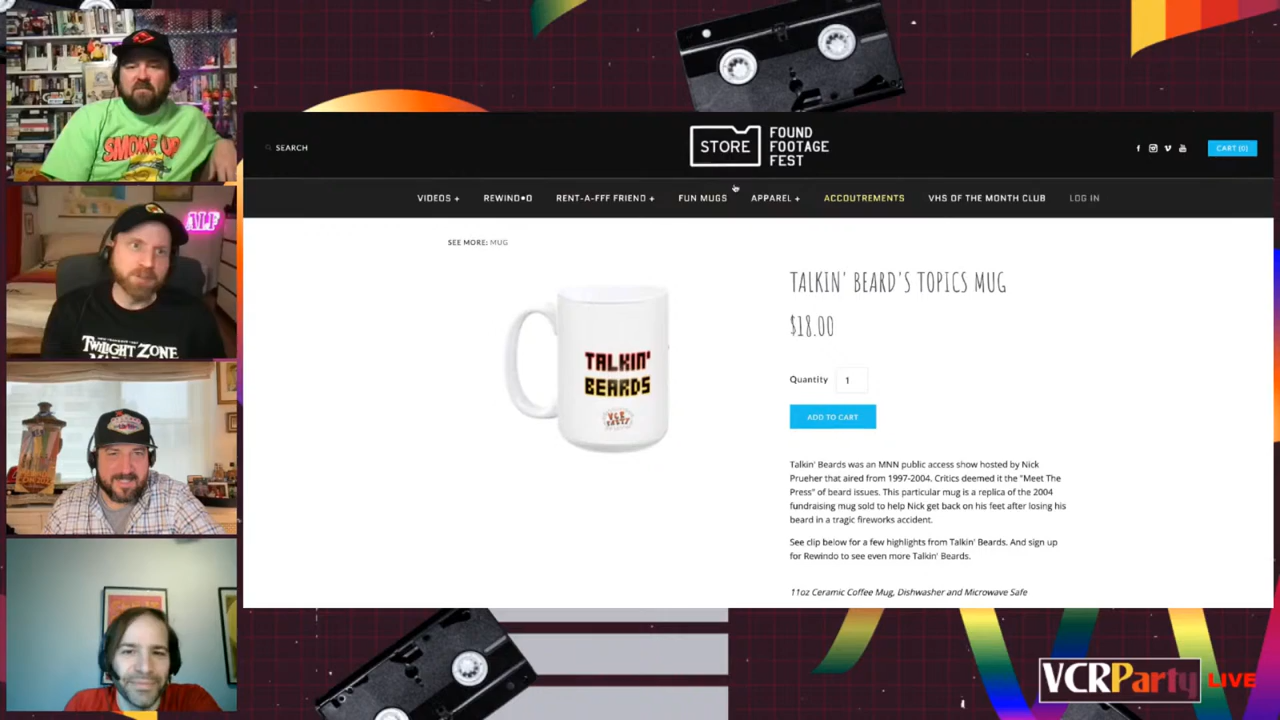 SMOKE UP
ALF
TWILIGHT ZONE
SEARCH
STORE
FOUND
FOOTAGE
FEST
CART (0)
VIDEOS +
REWIND•O
RENT-A-FFF FRIEND +
FUN MUGS
APPAREL +
ACCOUTREMENTS
VHS OF THE MONTH CLUB
LOG IN
SEE MORE: MUG
TALKIN'
BEARDS
VCR
PARTY
TALKIN' BEARD'S TOPICS MUG
$18.00
Quantity 1
ADD TO CART
Talkin' Beards was an MNN public access show hosted by Nick
Prueher that aired from 1997-2004. Critics deemed it the "Meet The
Press" of beard issues. This particular mug is a replica of the 2004
fundraising mug sold to help Nick get back on his feet after losing his
beard in a tragic fireworks accident.
See clip below for a few highlights from Talkin' Beards. And sign up
for Rewindo to see even more Talkin' Beards.
11oz Ceramic Coffee Mug, Dishwasher and Microwave Safe
VCRParty LIVE